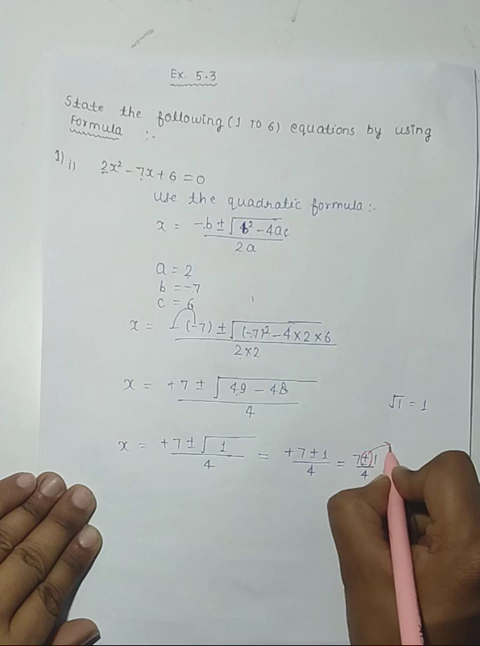 Ex. 5.3
State the following (1 TO 6) equations by using
Formula :-
1) i) 2x² - 7x + 6 = 0
Use the quadratic formula:-
x = -b ± √b² - 4ac / 2a
a = 2
b = -7
c = 6
x = -(-7) ± √(-7)² - 4×2×6 / 2×2
x = +7 ± √49 - 48 / 4
√1 = 1
x = +7 ± √1 / 4 = +7 ± 1 / 4 = 7 ± 1 / 4